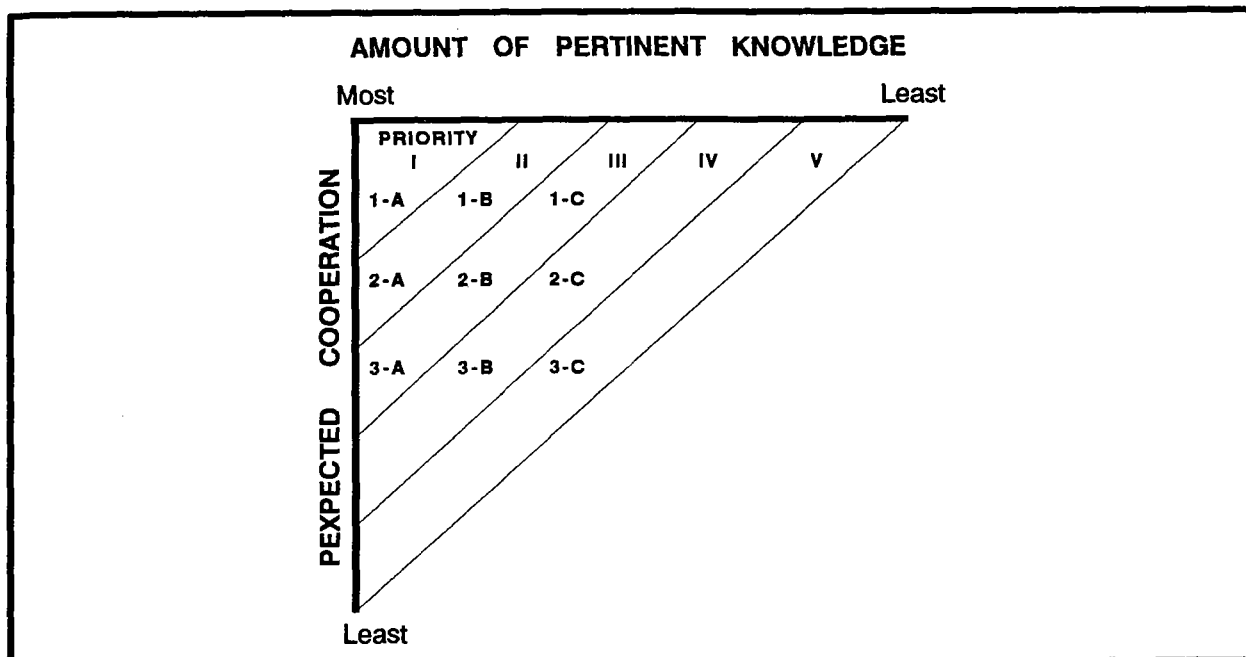 AMOUNT OF PERTINENT KNOWLEDGE
Most Least
PRIORITY
I II III IV V
1-A 1-B 1-C
2-A 2-B 2-C
3-A 3-B 3-C
PEXPECTED COOPERATION
Least